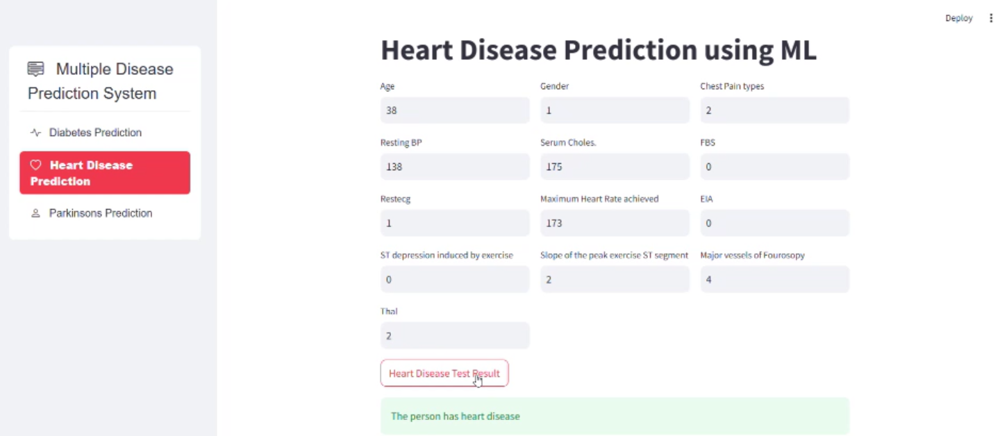 Deploy
Multiple Disease
Prediction System
Diabetes Prediction
Heart Disease
Prediction
Parkinsons Prediction
Heart Disease Prediction using ML
Age
Gender
Chest Pain types
38
1
2
Resting BP
Serum Choles.
FBS
138
175
0
Restecg
Maximum Heart Rate achieved
EIA
1
173
0
ST depression induced by exercise
Slope of the peak exercise ST segment
Major vessels of Fourosopy
0
2
4
Thal
2
Heart Disease Test Result
The person has heart disease